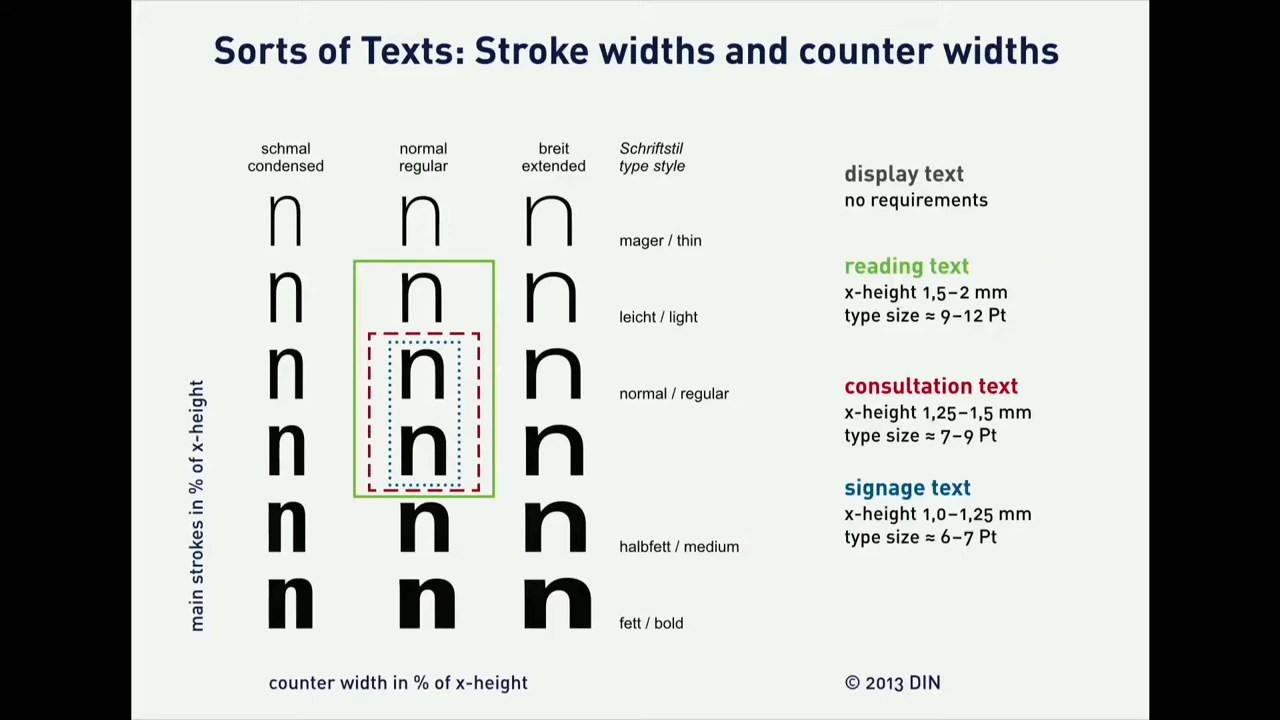 Sorts of Texts: Stroke widths and counter widths
schmal
condensed
normal
regular
breit
extended
Schriftstil
type style
n n n
mager / thin
n n n
leicht / light
n n n
normal / regular
n n n
n n n
halbfett / medium
n n n
fett / bold
main strokes in % of x-height
counter width in % of x-height
display text
no requirements
reading text
x-height 1,5–2 mm
type size ≈ 9–12 Pt
consultation text
x-height 1,25–1,5 mm
type size ≈ 7–9 Pt
signage text
x-height 1,0–1,25 mm
type size ≈ 6–7 Pt
© 2013 DIN